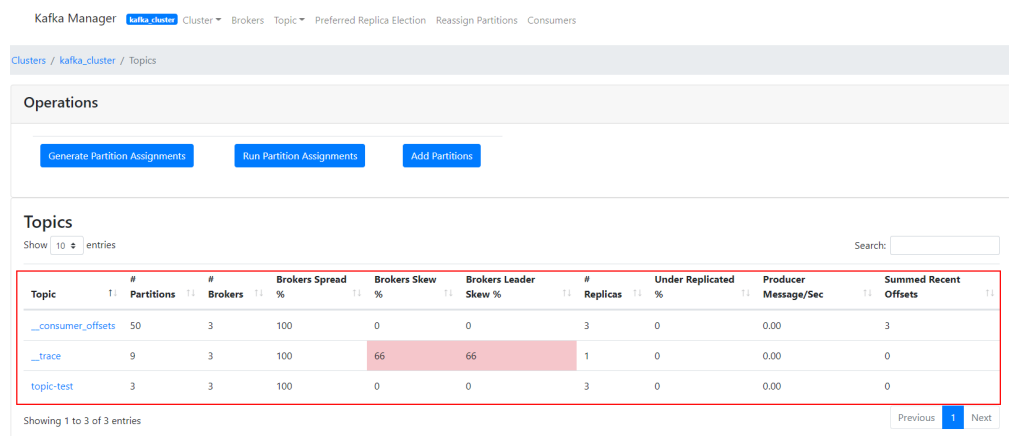 Kafka Manager kafka_cluster Cluster Brokers Topic Preferred Replica Election Reassign Partitions Consumers
Clusters / kafka_cluster / Topics
Operations
Generate Partition Assignments Run Partition Assignments Add Partitions
Topics
Show 10 entries Search:
Topic # Partitions # Brokers Brokers Spread % Brokers Skew % Brokers Leader Skew % # Replicas Under Replicated % Producer Message/Sec Summed Recent Offsets
__consumer_offsets 50 3 100 0 0 3 0 0.00 3
__trace 9 3 100 66 66 1 0 0.00 0
topic-test 3 3 100 0 0 3 0 0.00 0
Showing 1 to 3 of 3 entries Previous 1 Next